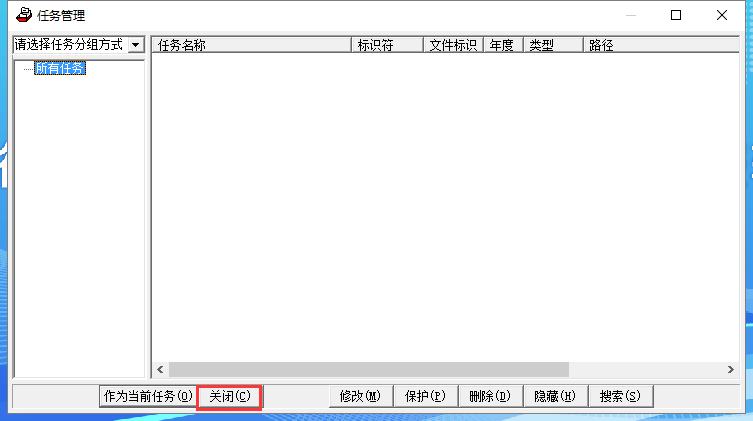 任务管理
请选择任务分组方式
任务名称 标识符 文件标识 年度 类型 路径
所有任务
作为当前任务(O) 关闭(C) 修改(M) 保护(P) 删除(D) 隐藏(H) 搜索(S)